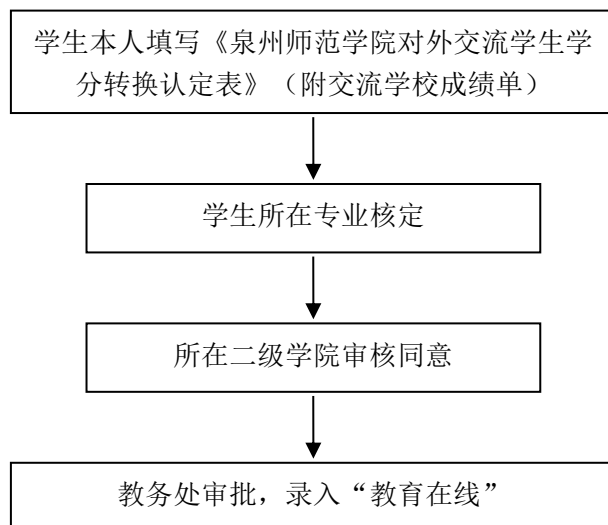 学生本人填写《泉州师范学院对外交流学生学
分转换认定表》（附交流学校成绩单）
学生所在专业核定
所在二级学院审核同意
教务处审批，录入“教育在线”